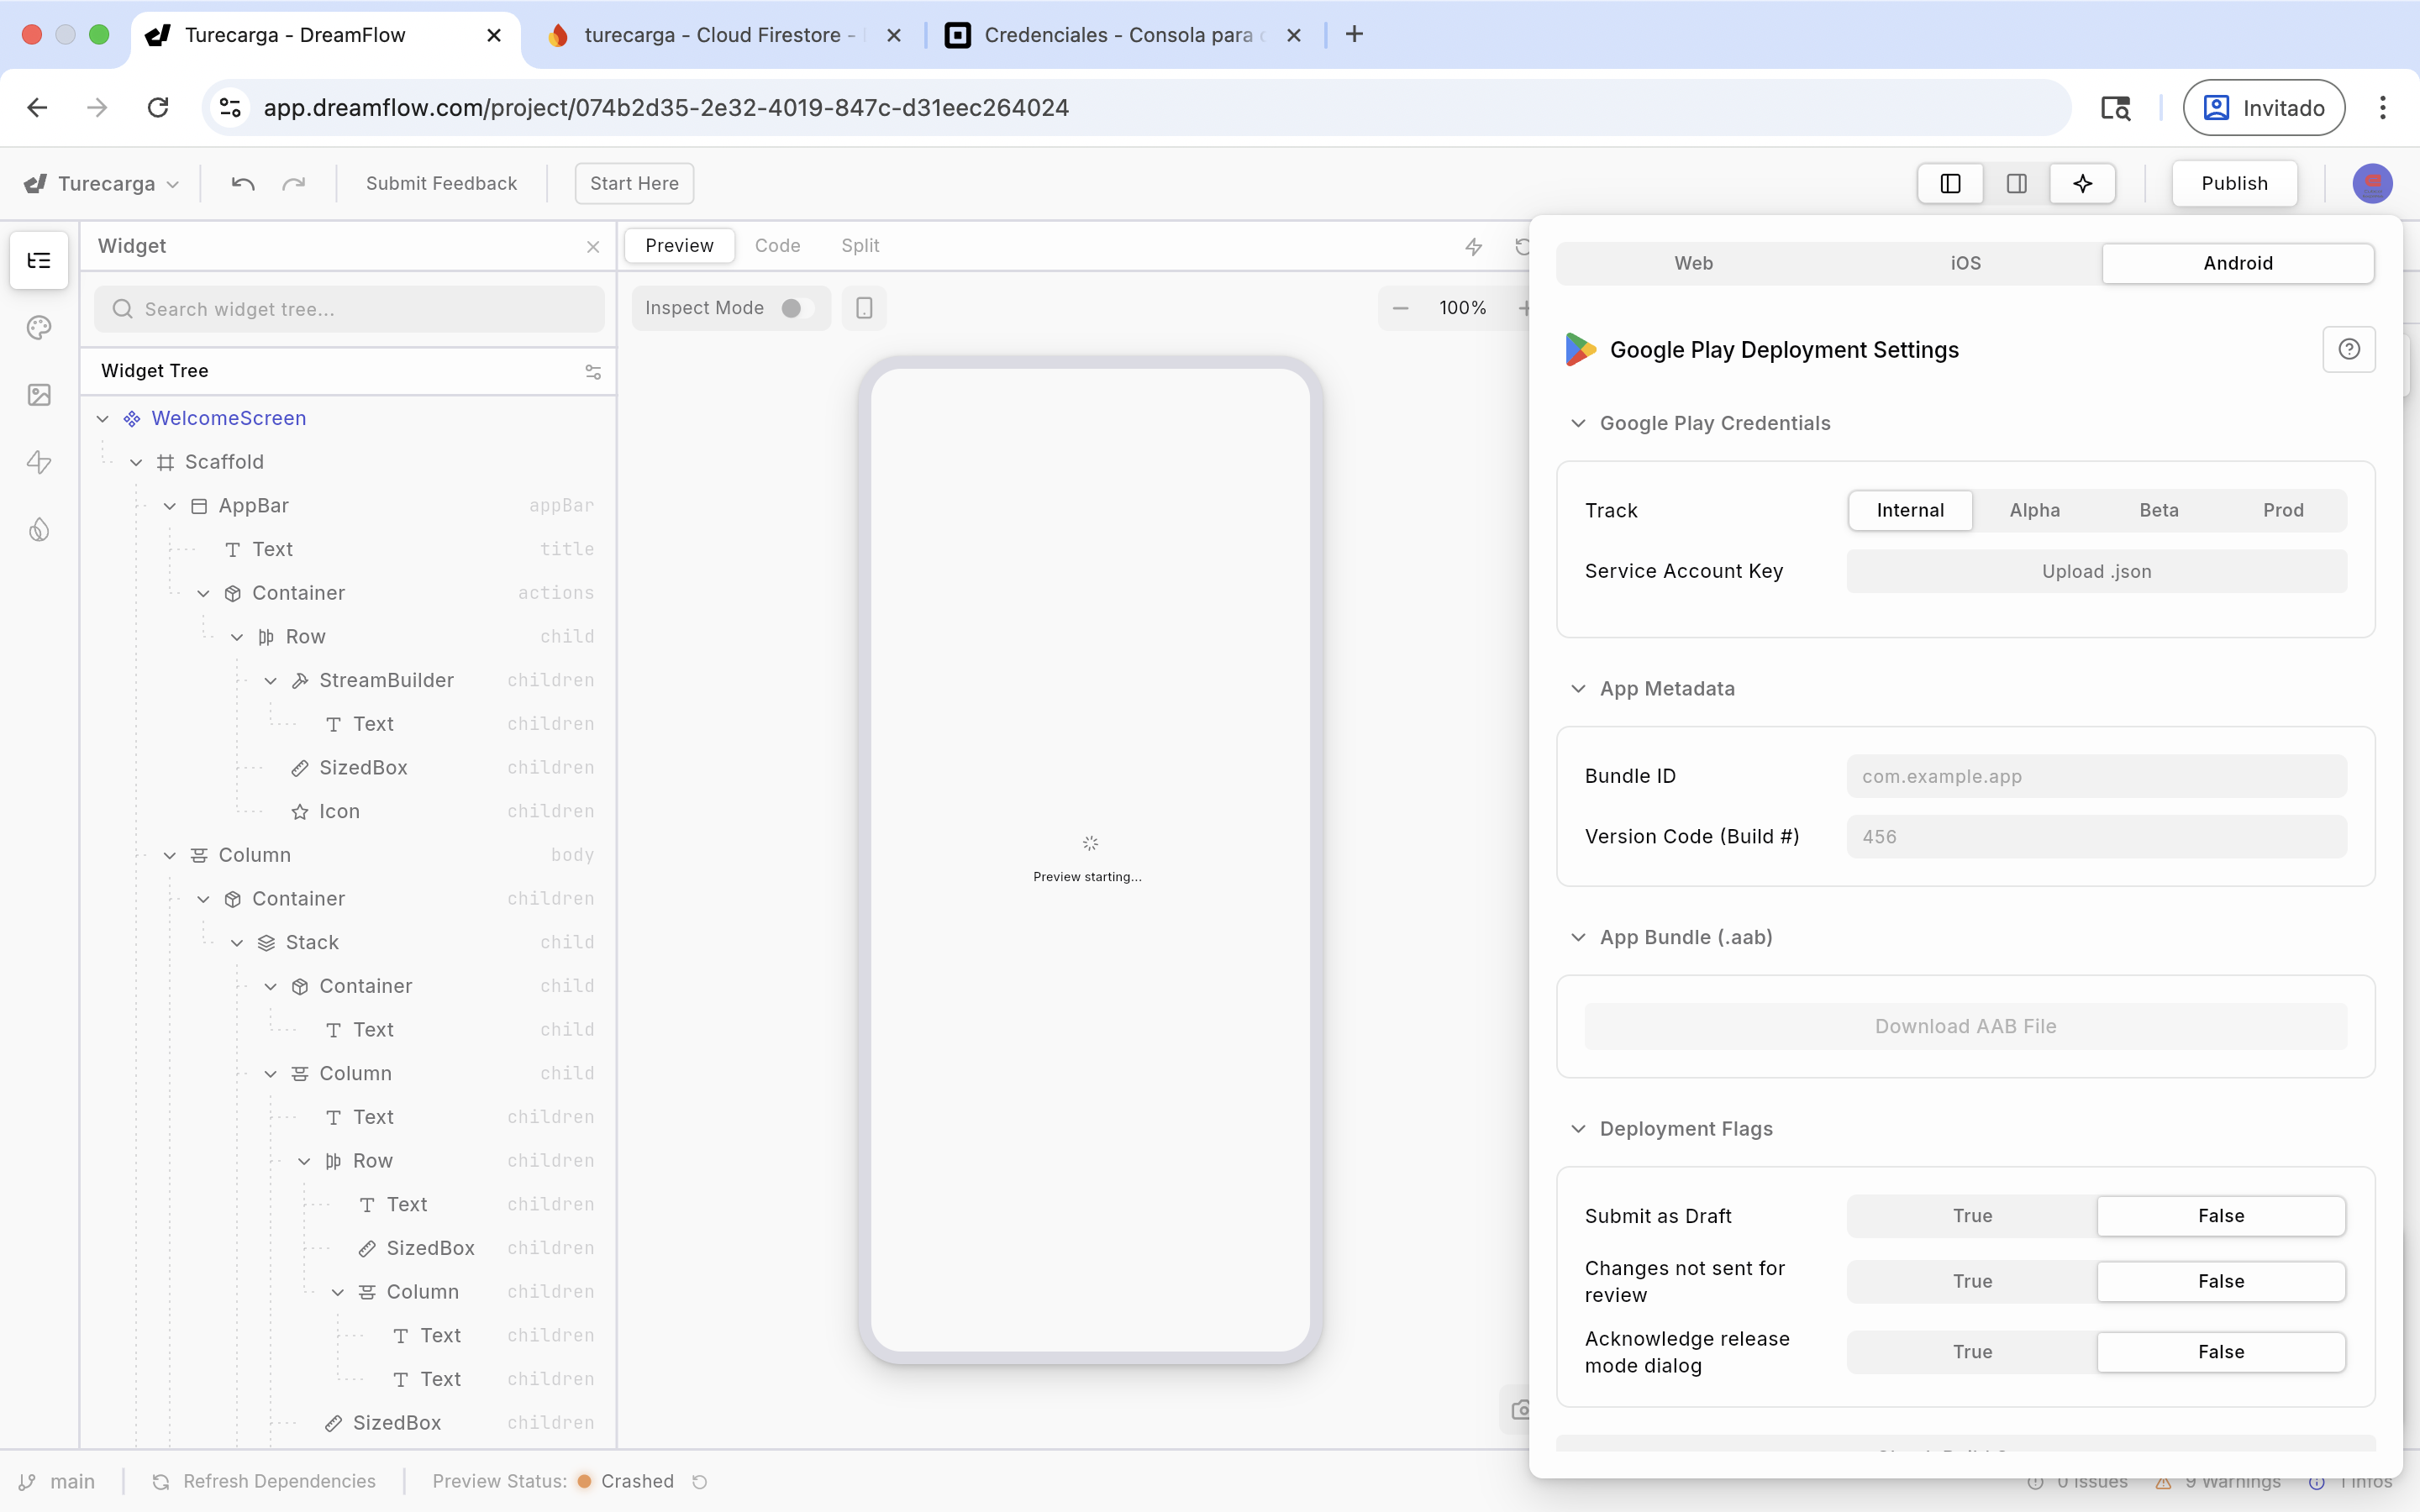 Turecarga - DreamFlow
turecarga - Cloud Firestore -
Credenciales - Consola para
app.dreamflow.com/project/074b2d35-2e32-4019-847c-d31eec264024
Invitado
Turecarga
Submit Feedback
Start Here
Publish
Widget
Search widget tree...
Widget Tree
WelcomeScreen
Scaffold
AppBar appBar
Text title
Container actions
Row child
StreamBuilder children
Text children
SizedBox children
Icon children
Column body
Container children
Stack child
Container child
Text child
Column child
Text children
Row children
Text children
SizedBox children
Column children
Text children
Text children
SizedBox children
Preview Code Split
Inspect Mode
100%
Preview starting...
Web iOS Android
Google Play Deployment Settings
Google Play Credentials
Track Internal Alpha Beta Prod
Service Account Key Upload .json
App Metadata
Bundle ID com.example.app
Version Code (Build #) 456
App Bundle (.aab)
Download AAB File
Deployment Flags
Submit as Draft True False
Changes not sent for
review
True False
Acknowledge release
mode dialog
True False
main
Refresh Dependencies
Preview Status: Crashed
0 Issues
9 Warnings
1 Infos